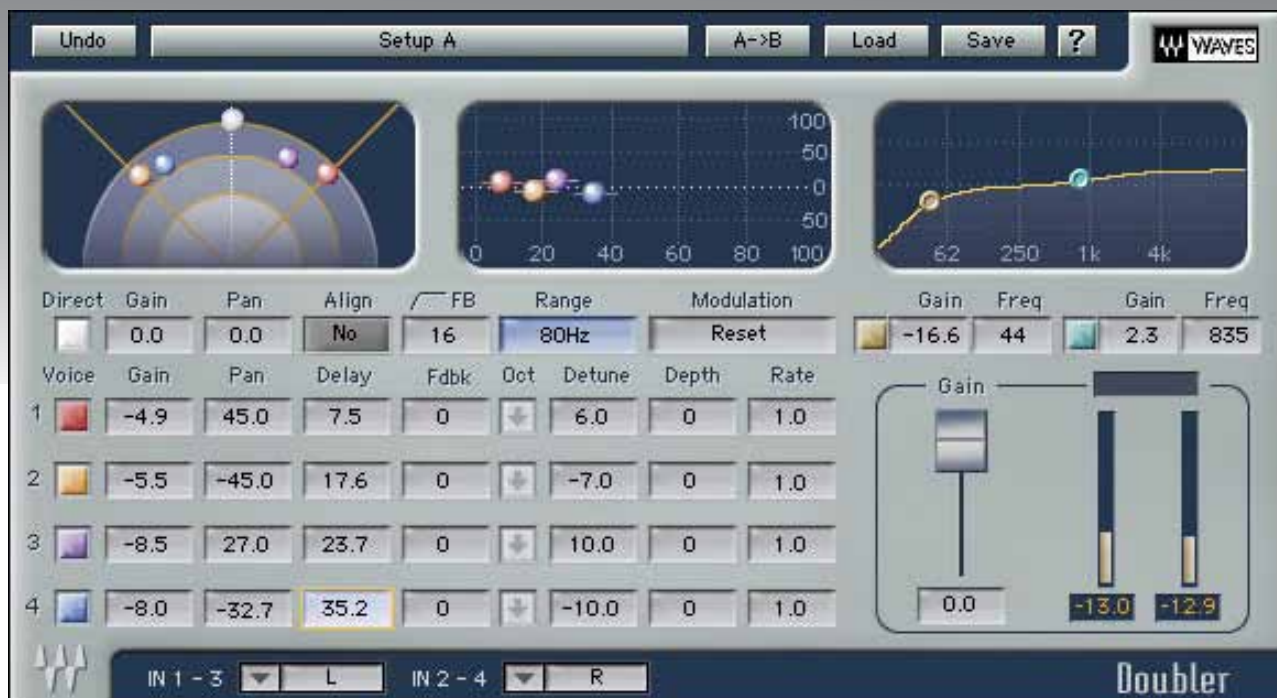 Undo Setup A A->B Load Save ? WAVES
100
50
0
50
0 20 40 60 80 100
62 250 1k 4k
Direct Gain Pan Align FB Range Modulation Gain Freq Gain Freq
0.0 0.0 No 16 80Hz Reset -16.6 44 2.3 835
Voice Gain Pan Delay Fdbk Oct Detune Depth Rate Gain
1 -4.9 45.0 7.5 0 6.0 0 1.0
2 -5.5 -45.0 17.6 0 -7.0 0 1.0
3 -8.5 27.0 23.7 0 10.0 0 1.0
4 -8.0 -32.7 35.2 0 -10.0 0 1.0 0.0 -13.0 -12.9
IN 1 - 3 L IN 2 - 4 R Doubler